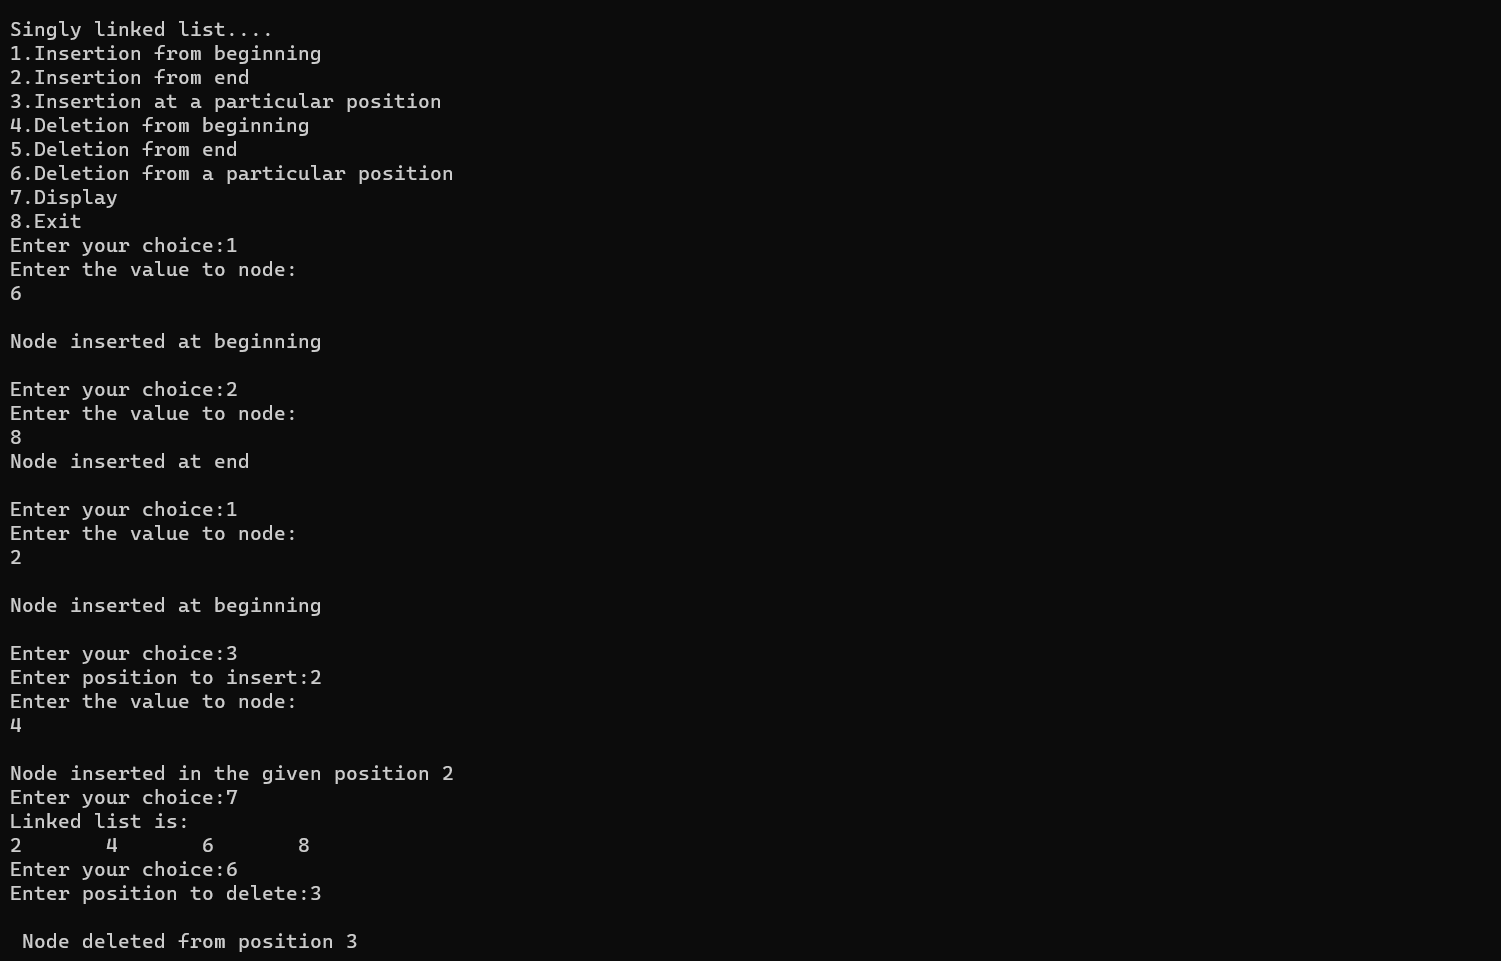 Singly linked list....
1.Insertion from beginning
2.Insertion from end
3.Insertion at a particular position
4.Deletion from beginning
5.Deletion from end
6.Deletion from a particular position
7.Display
8.Exit
Enter your choice:1
Enter the value to node:
6
Node inserted at beginning
Enter your choice:2
Enter the value to node:
8
Node inserted at end
Enter your choice:1
Enter the value to node:
2
Node inserted at beginning
Enter your choice:3
Enter position to insert:2
Enter the value to node:
4
Node inserted in the given position 2
Enter your choice:7
Linked list is:
2       4       6       8
Enter your choice:6
Enter position to delete:3
Node deleted from position 3